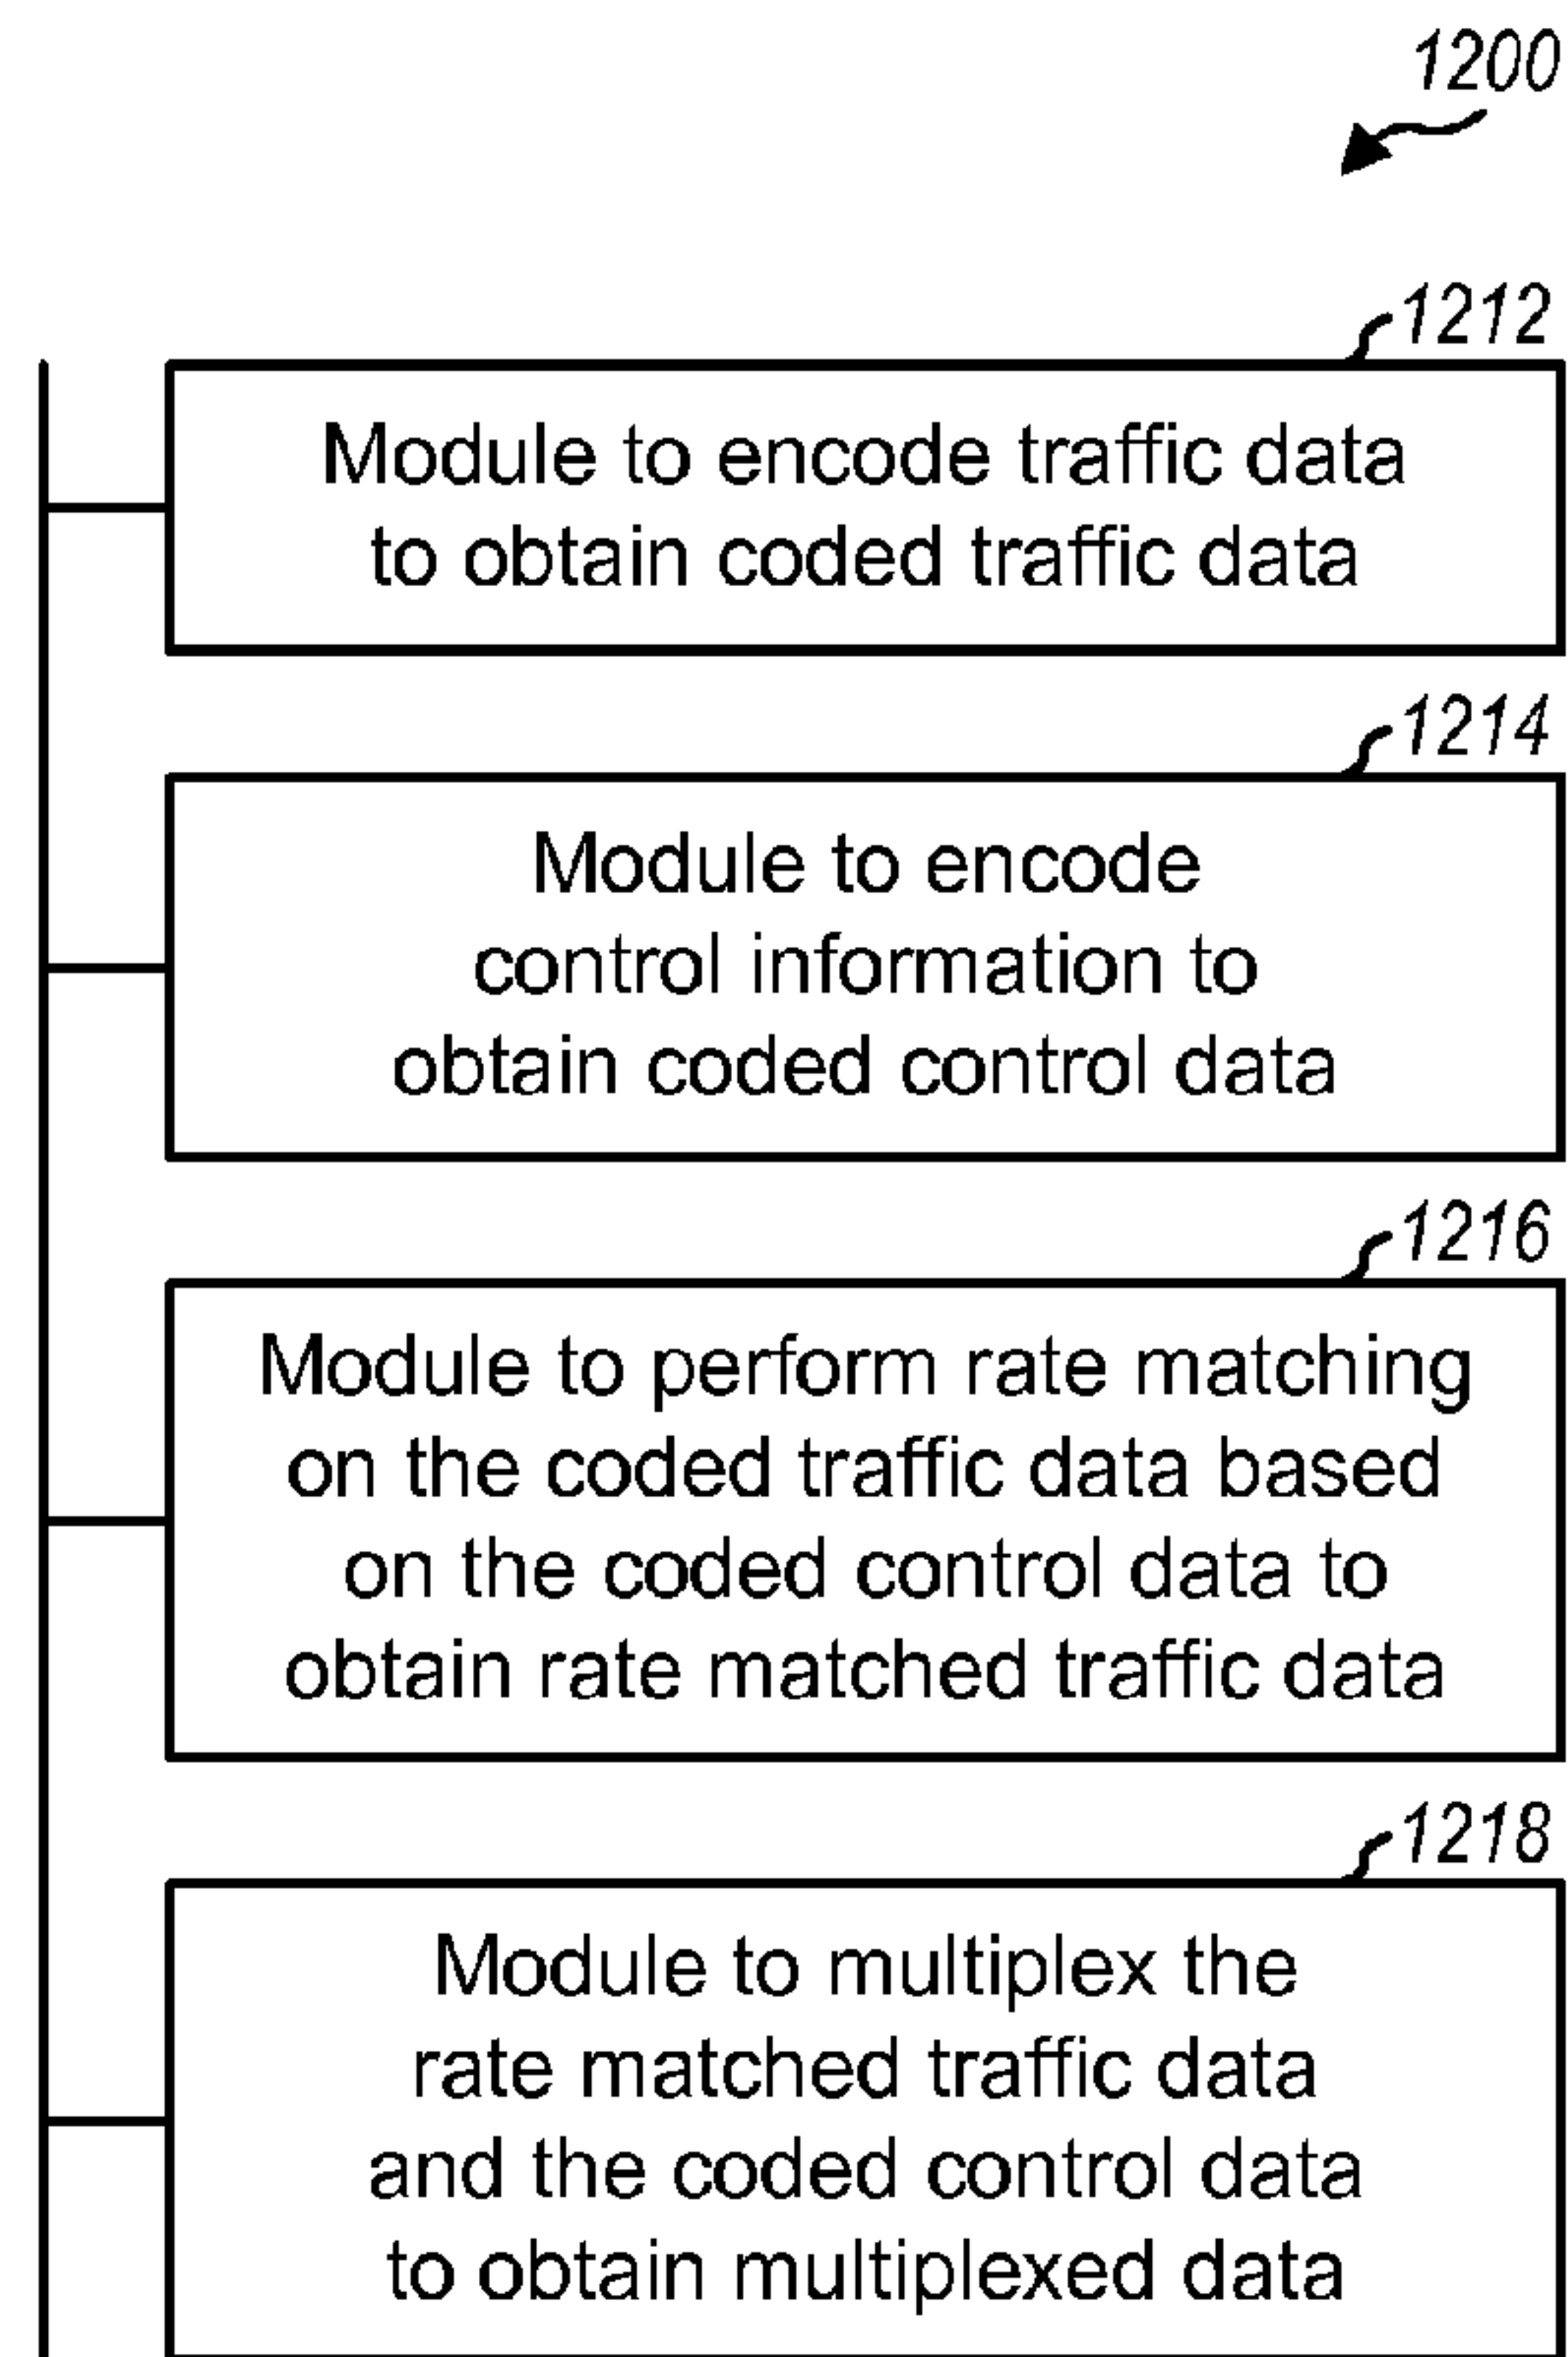 1200
1212
Module to encode traffic data
to obtain coded traffic data
1214
Module to encode
control information to
obtain coded control data
1216
Module to perform rate matching
on the coded traffic data based
on the coded control data to
obtain rate matched traffic data
1218
Module to multiplex the
rate matched traffic data
and the coded control data
to obtain multiplexed data